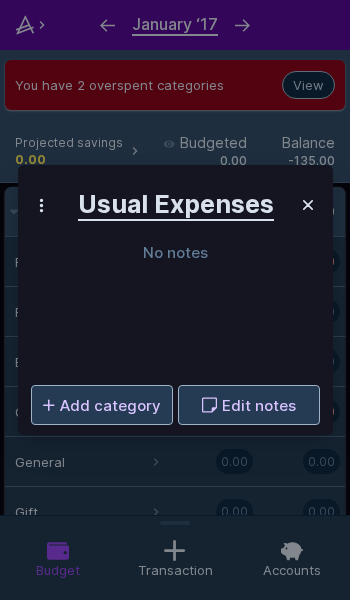 January ‘17
You have 2 overspent categories
View
Projected savings
0.00
Budgeted
0.00
Balance
-135.00
Usual Expenses
No notes
Add category
Edit notes
General
0.00
0.00
Gift
0.00
0.00
Budget
Transaction
Accounts